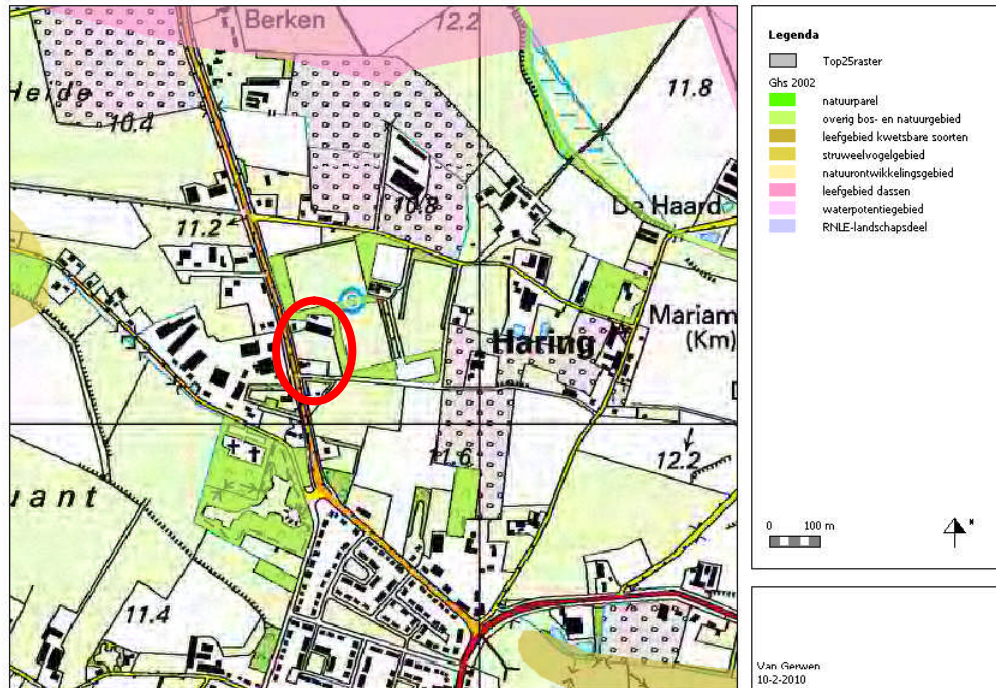 Berken
12.2
Heide
10.4
11.8
10.8
De Haard
11.2
Mariam
(Km)
Haring
11.6
12.2
uant
11.4
Legenda
Top25raster
Ghs 2002
natuurparel
overig bos- en natuurgebied
leefgebied kwetsbare soorten
struweelvogelgebied
natuurontwikkelingsgebied
leefgebied dassen
waterpotentiegebied
RNLE-landschapsdeel
0 100 m
Van Gerwen
10-2-2010